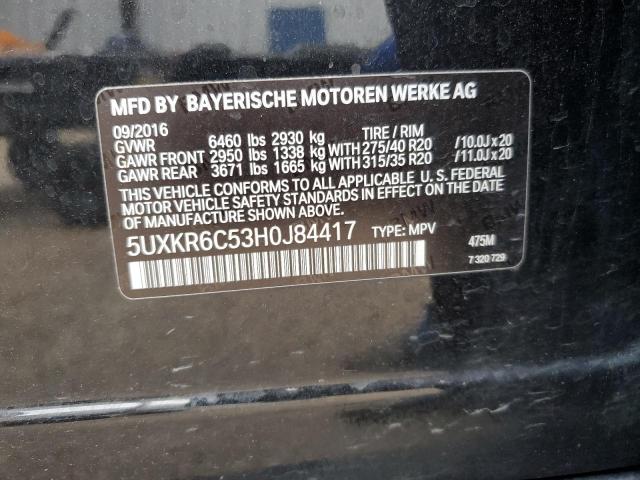 MFD BY BAYERISCHE MOTOREN WERKE AG
09/2016 TIRE / RIM
GVWR 6460 lbs 2930 kg
GAWR FRONT 2950 lbs 1338 kg WITH 275/40 R20 /10.0J x 20
GAWR REAR 3671 lbs 1665 kg WITH 315/35 R20 /11.0J x 20
THIS VEHICLE CONFORMS TO ALL APPLICABLE U. S. FEDERAL
MOTOR VEHICLE SAFETY STANDARDS IN EFFECT ON THE
DATE OF MANUFACTURE SHOWN ABOVE.
5UXKR6C53H0J84417 TYPE: MPV 475M
7 320 729